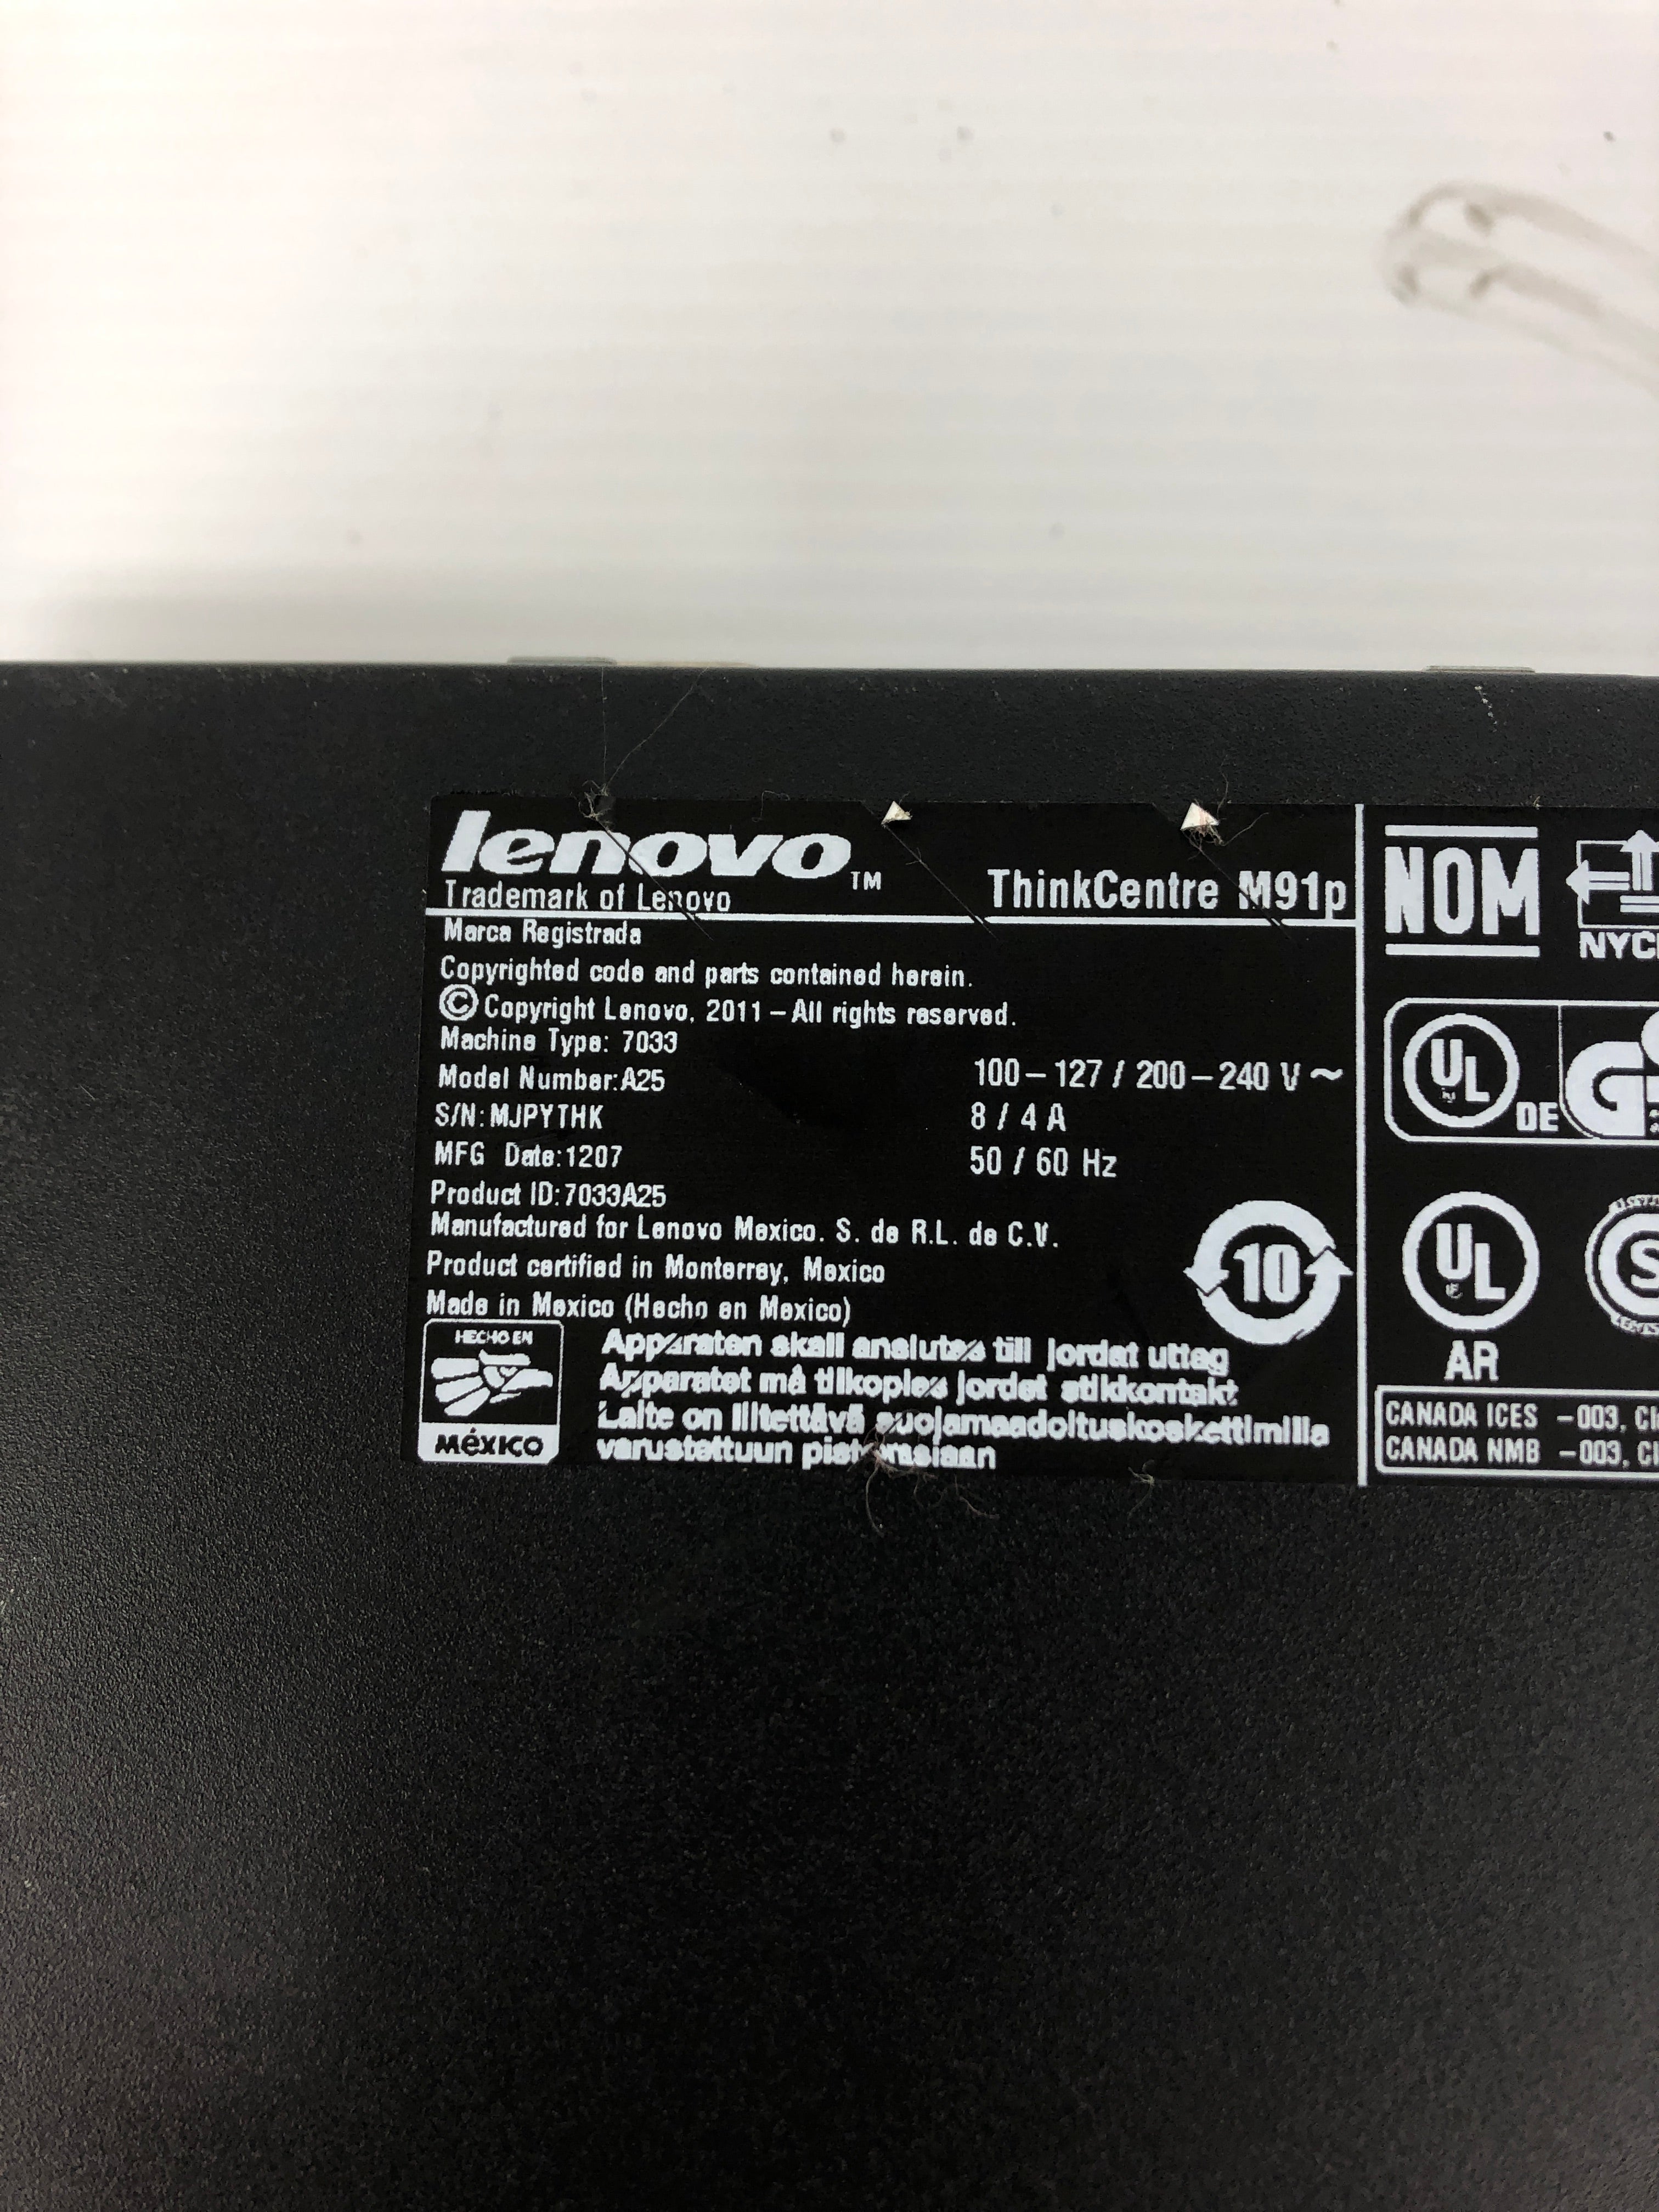 lenovo™
Trademark of Lenovo
ThinkCentre M91p
Marca Registrada
Copyrighted code and parts contained herein.
© Copyright Lenovo, 2011 – All rights reserved.
Machine Type: 7033
Model Number: A25
S/N: MJPYTHK
MFG Date: 1207
Product ID: 7033A25
100 – 127 / 200 – 240 V ~
8 / 4 A
50 / 60 Hz
Manufactured for Lenovo Mexico. S. de R.L. de C.V.
Product certified in Monterrey, Mexico
Made in Mexico (Hecho en Mexico)
10
HECHO EN
MéXICO
Apparaten skall anslutas till jordat uttag
Apparatet må tilkoples jordet stikkontakt
Laite on liitettävä suojamaadoituskoskettimilla
varustettuun pistorasiaan
NOM
UL
DE
UL
AR
CANADA ICES –003,
CANADA NMB –003,